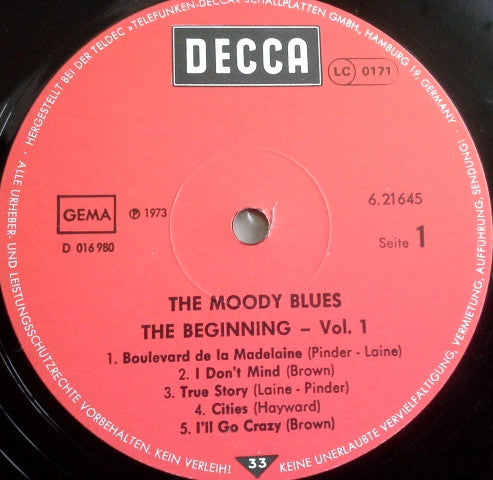 HERGESTELLT BEI DER TELDEC »TELEFUNKEN-DECCA« SCHALLPLATTEN GMBH, HAMBURG 19. GEMEINSCHAFTS-
DECCA
LC 0171
GEMA
℗ 1973
6.21645
D 016980
Seite 1
THE MOODY BLUES
THE BEGINNING – Vol. 1
1. Boulevard de la Madelaine (Pinder - Laine)
2. I Don't Mind (Brown)
3. True Story (Laine - Pinder)
4. Cities (Hayward)
5. I'll Go Crazy (Brown)
· ALLE URHEBER- UND LEISTUNGSSCHUTZRECHTE VORBEHALTEN. KEIN VERLEIH! 33 KEINE UNERLAUBTE VERVIELFÄLTIGUNG, VERMIETUNG, AUFFÜHRUNG, SENDUNG!